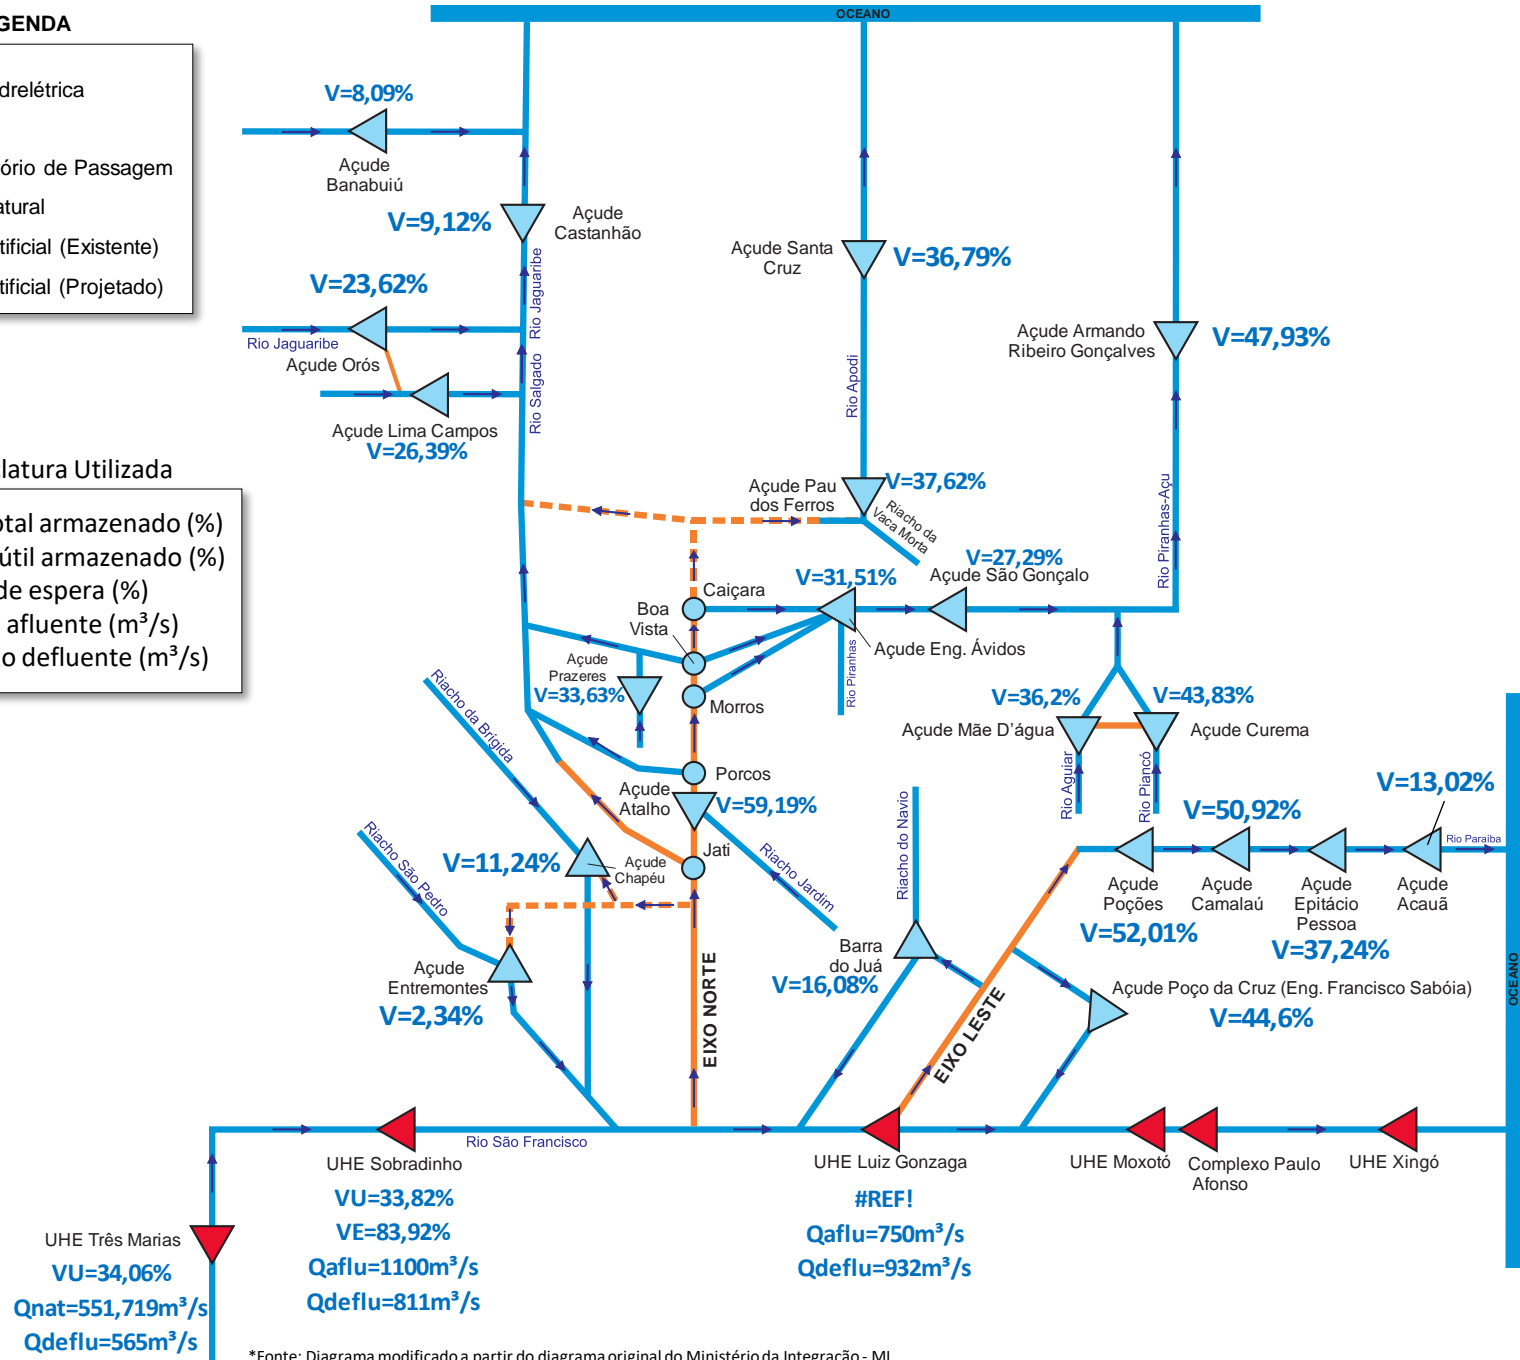 OCEANO
GENDA
drelétrica
ório de Passagem
atural
tificial (Existente)
tificial (Projetado)
V=8,09%
Açude
Banabuiú
V=9,12%
Açude
Castanhão
Rio Jaguaribe
V=23,62%
Rio Jaguaribe
Açude Orós
Rio Salgado
Açude Lima Campos
V=26,39%
Açude Santa
Cruz
V=36,79%
Rio Apodi
Açude Armando
Ribeiro Gonçalves
V=47,93%
Rio Piranhas-Açu
latura Utilizada
otal armazenado (%)
útil armazenado (%)
de espera (%)
afluente (m³/s)
o defluente (m³/s)
Açude Pau
dos Ferros
V=37,62%
Riacho da
Vaca Morta
V=27,29%
Açude São Gonçalo
V=31,51%
Açude Eng. Ávidos
Rio Piranhas
Caiçara
Boa
Vista
Morros
Açude
Prazeres
V=33,63%
Porcos
Açude
Atalho
V=59,19%
Jati
Riacho Jardim
Riacho da Brígida
Riacho São Pedro
V=11,24%
Açude
Chapéu
Açude
Entremontes
V=2,34%
EIXO NORTE
V=36,2%
Açude Mãe D'água
Rio Aguiar
V=43,83%
Açude Curema
Rio Piancó
V=13,02%
V=50,92%
Rio Paraíba
Açude
Poções
V=52,01%
Açude
Camalaú
Açude
Epitácio
Pessoa
V=37,24%
Açude
Acauã
OCEANO
Riacho do Navio
Barra
do Juá
V=16,08%
EIXO LESTE
Açude Poço da Cruz (Eng. Francisco Sabóia)
V=44,6%
Rio São Francisco
UHE Sobradinho
VU=33,82%
VE=83,92%
Qaflu=1100m³/s
Qdeflu=811m³/s
UHE Luiz Gonzaga
#REF!
Qaflu=750m³/s
Qdeflu=932m³/s
UHE Moxotó
Complexo Paulo
Afonso
UHE Xingó
UHE Três Marias
VU=34,06%
Qnat=551,719m³/s
Qdeflu=565m³/s
*Fonte: Diagrama modificado a partir do diagrama original do Ministério da Integração - MI